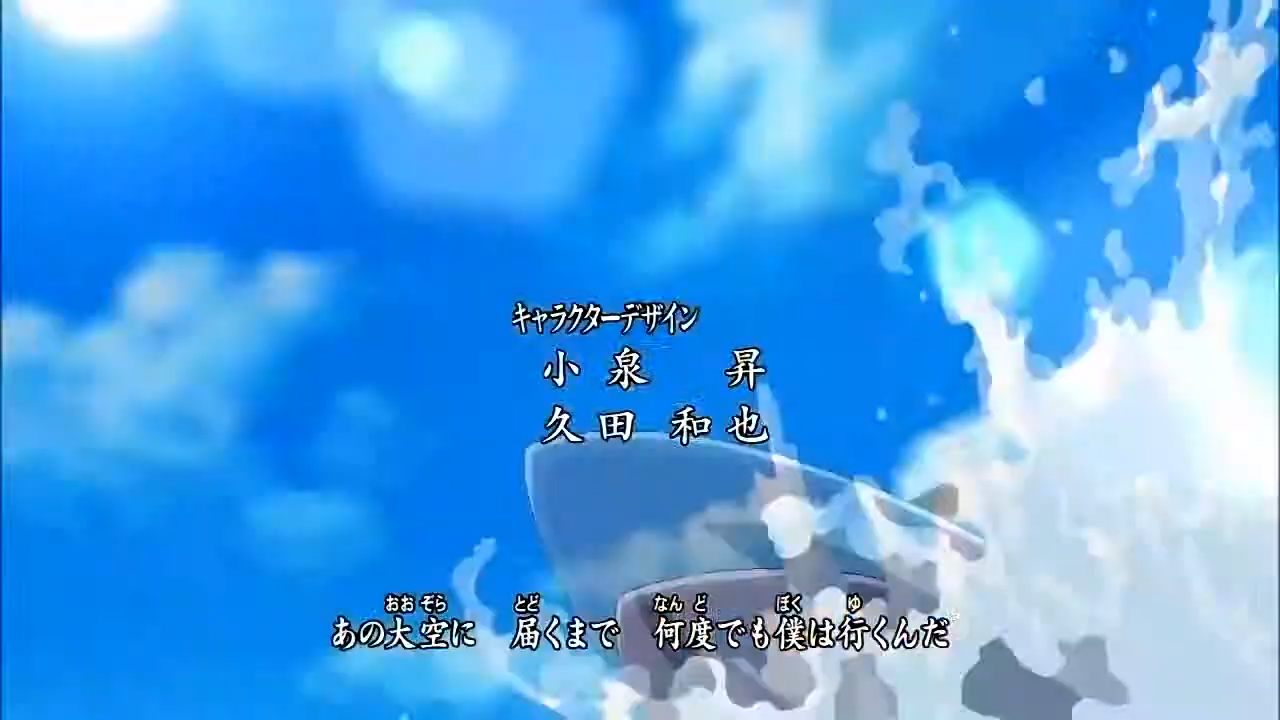 キャラクターデザイン
小泉 昇
久田 和也
おおぞら とど なんど ぼく ゆ
あの大空に 届くまで 何度でも僕は行くんだ